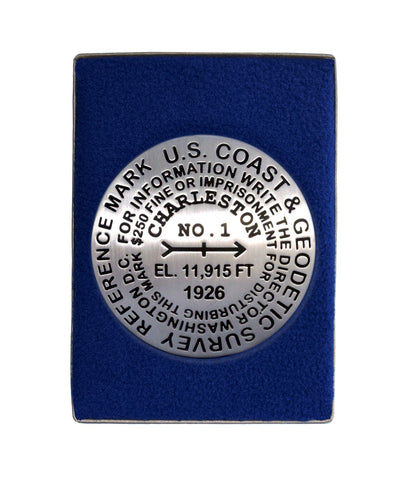 U.S. COAST & GEODETIC SURVEY REFERENCE MARK
FOR INFORMATION WRITE THE DIRECTOR WASHINGTON D.C.
$250 FINE OR IMPRISONMENT FOR DISTURBING THIS MARK
CHARLESTON
NO. 1
EL. 11,915 FT
1926